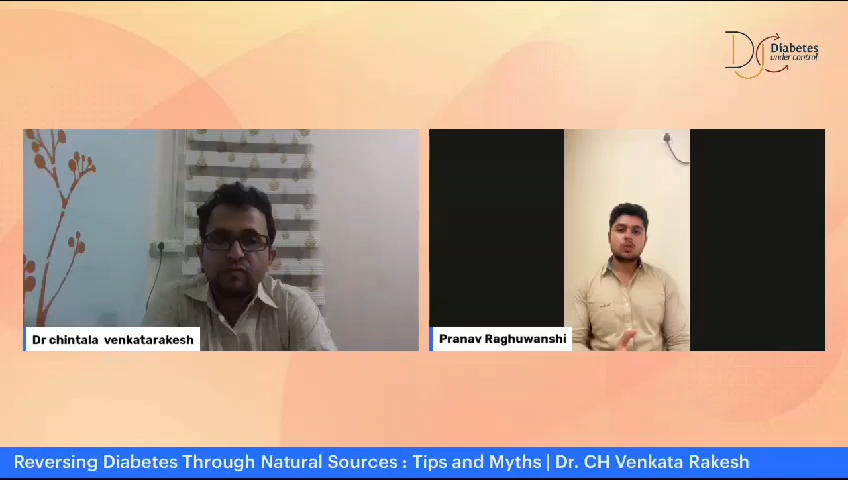 Diabetes
under control
Dr chintala venkatarakesh
Pranav Raghuwanshi
Reversing Diabetes Through Natural Sources : Tips and Myths | Dr. CH Venkata Rakesh